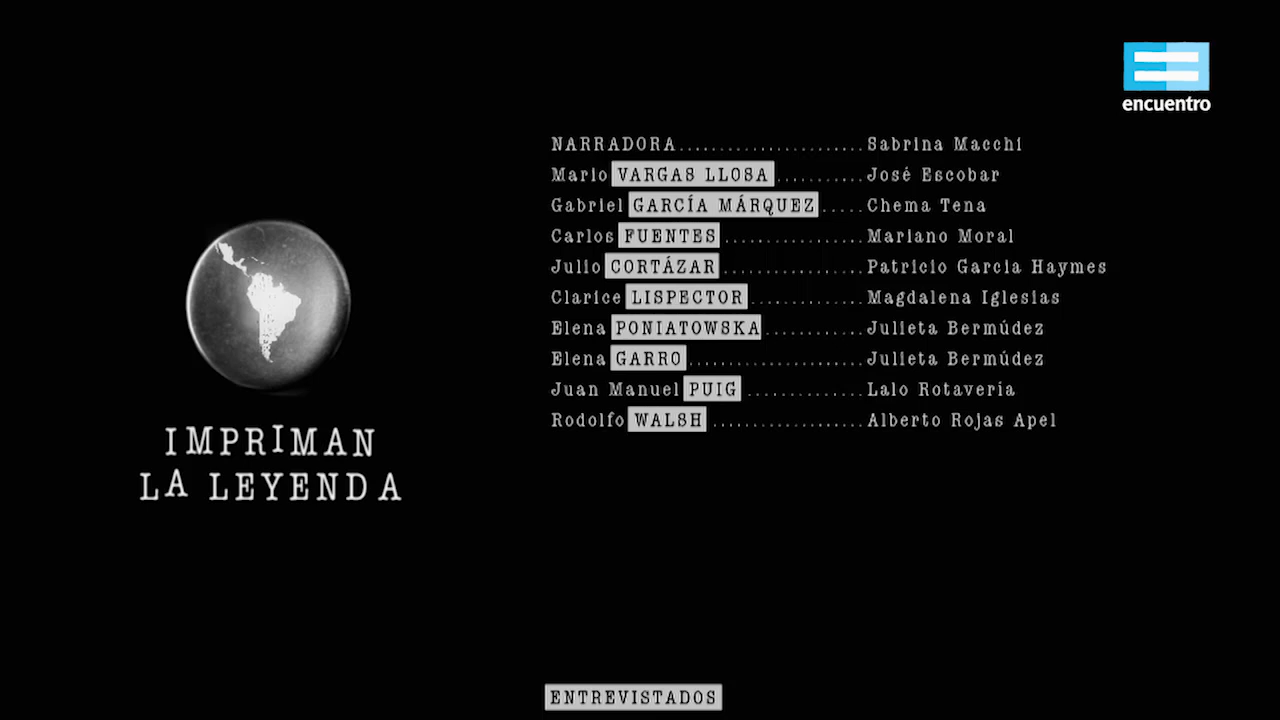 encuentro
NARRADORA......................Sabrina Macchi
Mario VARGAS LLOSA...........José Escobar
Gabriel GARCÍA MÁRQUEZ.....Chema Tena
Carlos FUENTES.................Mariano Moral
Julio CORTÁZAR.................Patricio Garcia Haymes
Clarice LISPECTOR..............Magdalena Iglesias
Elena PONIATOWSKA............Julieta Bermúdez
Elena GARRO.....................Julieta Bermúdez
Juan Manuel PUIG..............Lalo Rotaveria
Rodolfo WALSH...................Alberto Rojas Apel
IMPRIMAN
LA LEYENDA
ENTREVISTADOS